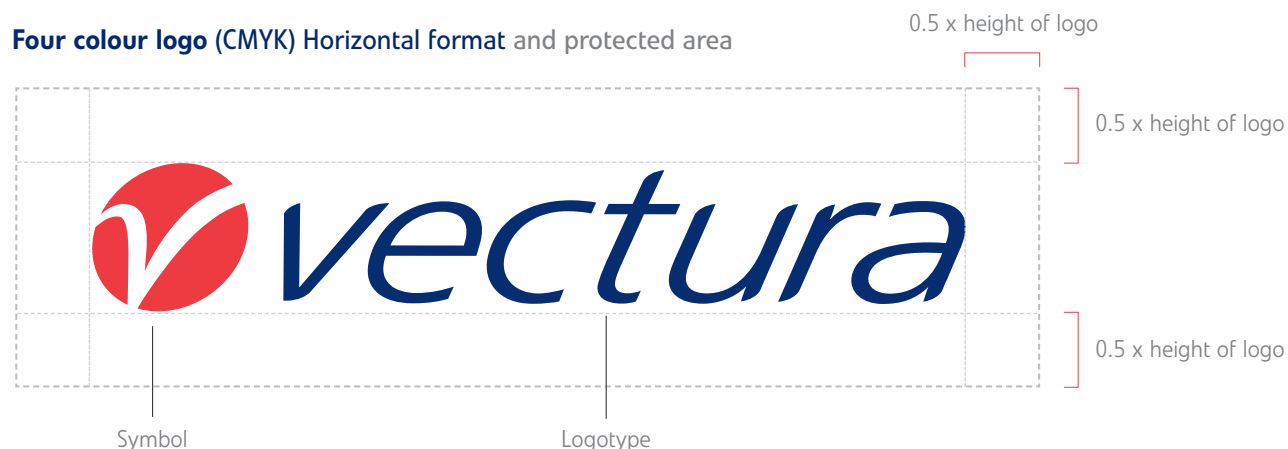 0.5 x height of logo
Four colour logo (CMYK) Horizontal format and protected area
0.5 x height of logo
vectura
0.5 x height of logo
Symbol
Logotype